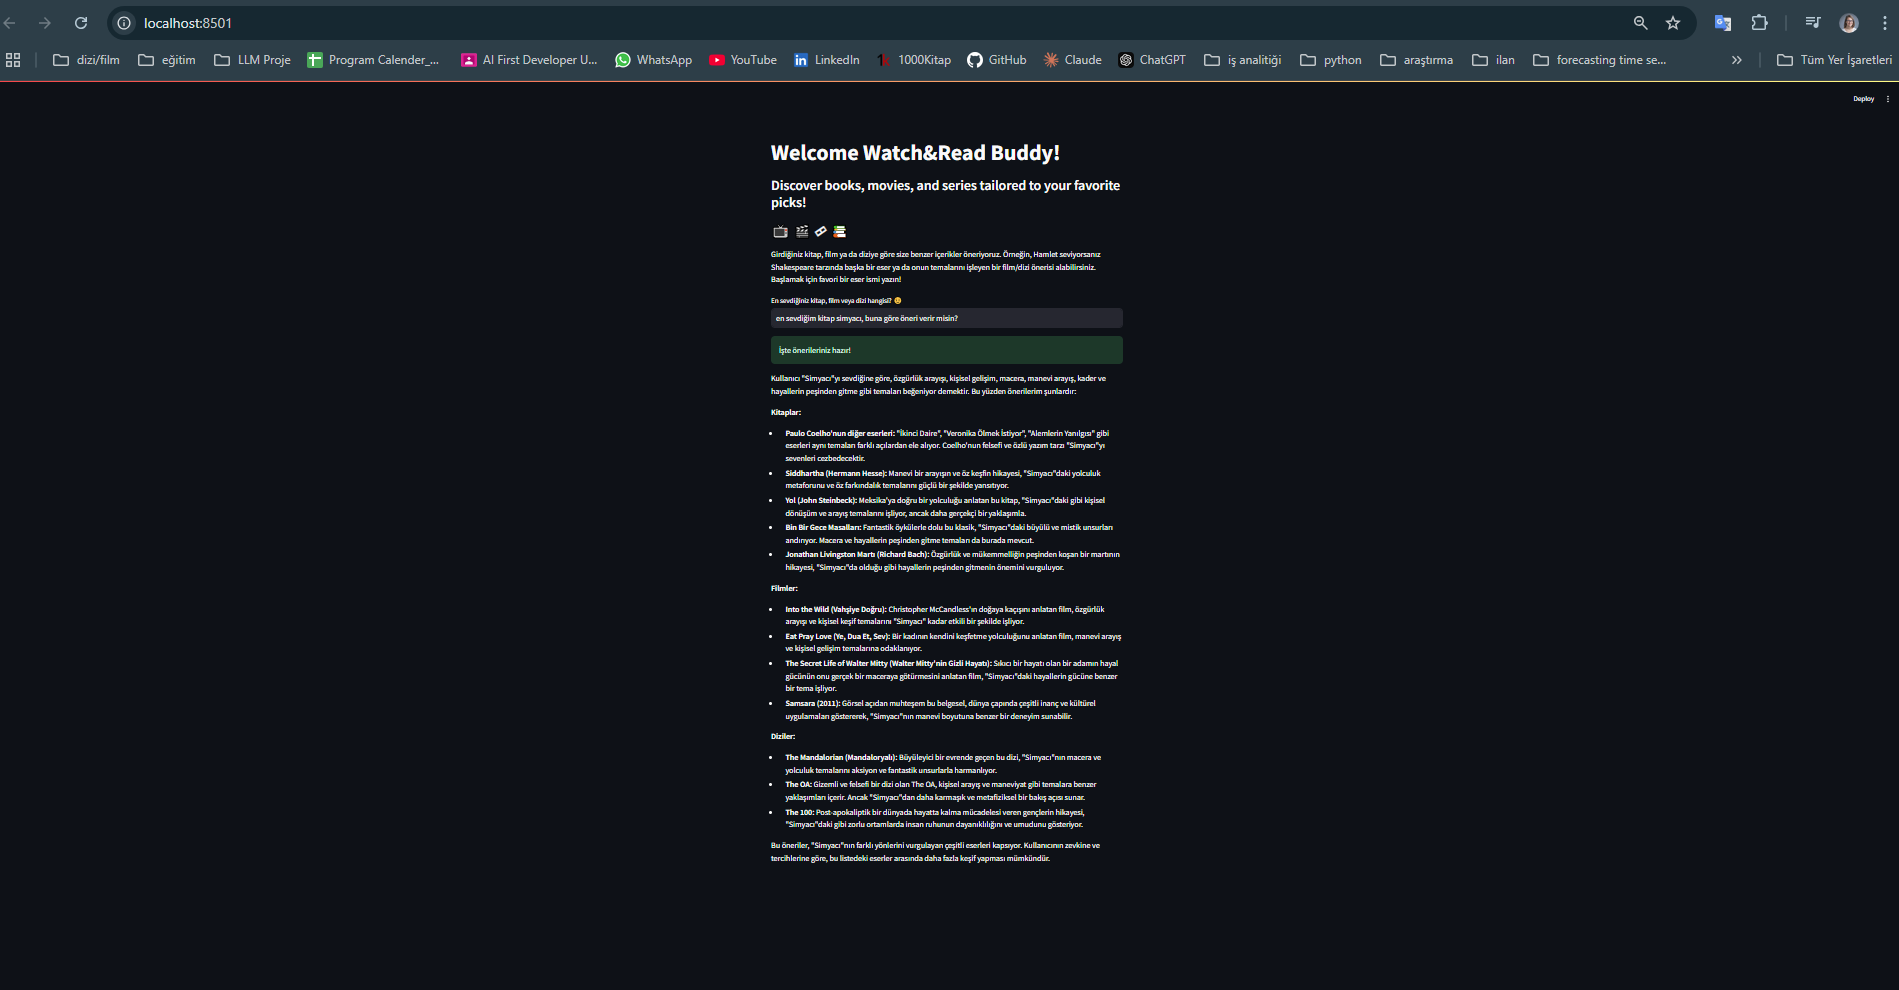 localhost:8501
dizi/film eğitim LLM Proje Program Calender_... AI First Developer U... WhatsApp YouTube LinkedIn 1000Kitap GitHub Claude ChatGPT iş analitiği python araştırma ilan forecasting time se... » Tüm Yer İşaretleri
Deploy
Welcome Watch&Read Buddy!
Discover books, movies, and series tailored to your favorite
picks!
Girdiğiniz kitap, film ya da diziye göre size benzer içerikler öneriyoruz. Örneğin, Hamlet seviyorsanız
Shakespeare tarzında başka bir eser ya da onun temalarını işleyen bir film/dizi önerisi alabilirsiniz.
Başlamak için favori bir eser ismi yazın!
En sevdiğiniz kitap, film veya dizi hangisi? 😊
en sevdiğim kitap simyacı, buna göre öneri verir misin?
İşte önerileriniz hazır!
Kullanıcı "Simyacı"yı sevdiğine göre, özgürlük arayışı, kişisel gelişim, macera, manevi arayış, kader ve
hayallerin peşinden gitme gibi temaları beğeniyor demektir. Bu yüzden önerilerim şunlardır:
Kitaplar:
• Paulo Coelho'nun diğer eserleri: "İkinci Daire", "Veronika Ölmek İstiyor", "Alemlerin Yanılgısı" gibi
eserleri aynı temaları farklı açılardan ele alıyor. Coelho'nun felsefi ve özlü yazım tarzı "Simyacı"yı
sevenleri cezbedecektir.
• Siddhartha (Hermann Hesse): Manevi bir arayışın ve öz keşfin hikayesi, "Simyacı"daki yolculuk
metaforunu ve öz farkındalık temalarını güçlü bir şekilde yansıtıyor.
• Yol (John Steinbeck): Meksika'ya doğru bir yolculuğu anlatan bu kitap, "Simyacı"daki gibi kişisel
dönüşüm ve arayış temalarını işliyor, ancak daha gerçekçi bir yaklaşımla.
• Bin Bir Gece Masalları: Fantastik öykülerle dolu bu klasik, "Simyacı"daki büyülü ve mistik unsurları
andırıyor. Macera ve hayallerin peşinden gitme temaları da burada mevcut.
• Jonathan Livingston Martı (Richard Bach): Özgürlük ve mükemmelliğin peşinden koşan bir martının
hikayesi, "Simyacı"da olduğu gibi hayallerin peşinden gitmenin önemini vurguluyor.
Filmler:
• Into the Wild (Vahşiye Doğru): Christopher McCandless'ın doğaya kaçışını anlatan film, özgürlük
arayışı ve kişisel keşif temalarını "Simyacı" kadar etkili bir şekilde işliyor.
• Eat Pray Love (Ye, Dua Et, Sev): Bir kadının kendini keşfetme yolculuğunu anlatan film, manevi arayış
ve kişisel gelişim temalarına odaklanıyor.
• The Secret Life of Walter Mitty (Walter Mitty'nin Gizli Hayatı): Sıkıcı bir hayatı olan bir adamın hayal
gücünün onu gerçek bir maceraya götürmesini anlatan film, "Simyacı"daki hayallerin gücüne benzer
bir tema işliyor.
• Samsara (2011): Görsel açıdan muhteşem bu belgesel, dünya çapında çeşitli inanç ve kültürel
uygulamaları göstererek, "Simyacı"nın manevi boyutuna benzer bir deneyim sunabilir.
Diziler:
• The Mandalorian (Mandaloryalı): Büyüleyici bir evrende geçen bu dizi, "Simyacı"nın macera ve
yolculuk temalarını aksiyon ve fantastik unsurlarla harmanlıyor.
• The OA: Gizemli ve felsefi bir dizi olan The OA, kişisel arayış ve maneviyat gibi temalara benzer
yaklaşımları içerir. Ancak "Simyacı"dan daha karmaşık ve metafiziksel bir bakış açısı sunar.
• The 100: Post-apokaliptik bir dünyada hayatta kalma mücadelesi veren gençlerin hikayesi,
"Simyacı"daki gibi zorlu ortamlarda insan ruhunun dayanıklılığını ve umudunu gösteriyor.
Bu öneriler, "Simyacı"nın farklı yönlerini vurgulayan çeşitli eserleri kapsıyor. Kullanıcının zevkine ve
tercihlerine göre, bu listedeki eserler arasında daha fazla keşif yapması mümkündür.